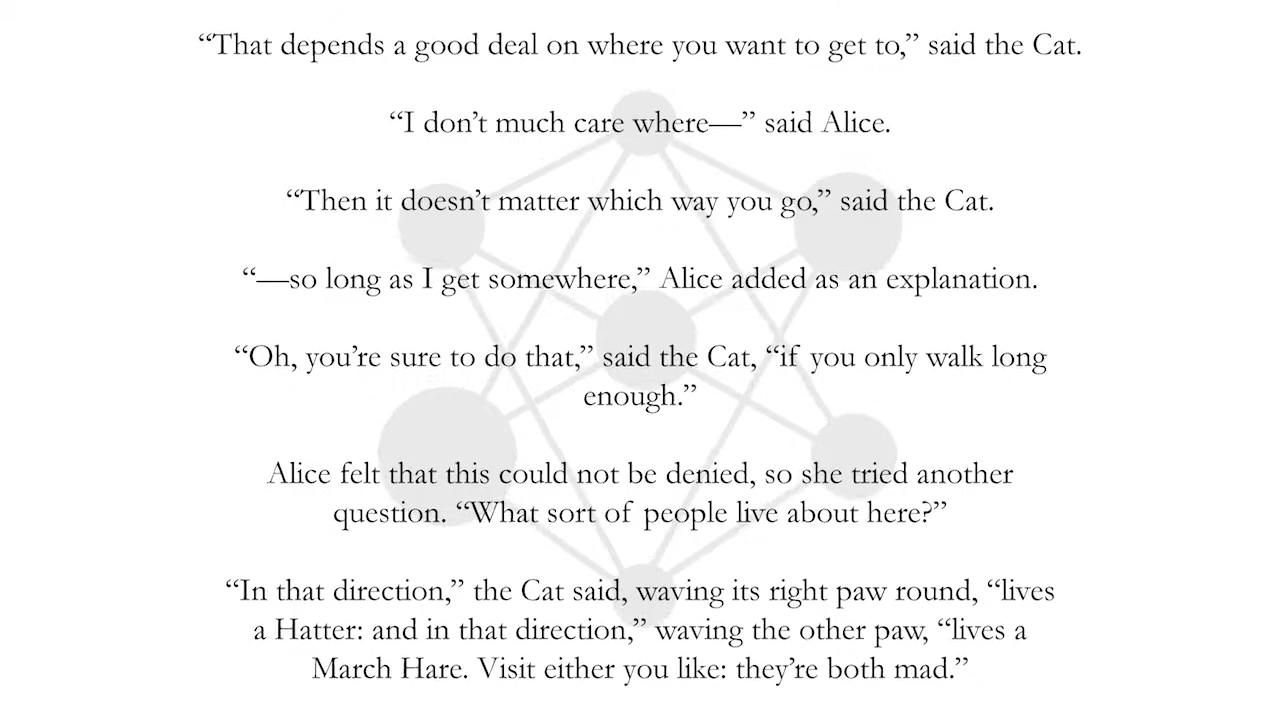 “That depends a good deal on where you want to get to,” said the Cat.
“I don’t much care where—” said Alice.
“Then it doesn’t matter which way you go,” said the Cat.
“—so long as I get somewhere,” Alice added as an explanation.
“Oh, you’re sure to do that,” said the Cat, “if you only walk long
enough.”
Alice felt that this could not be denied, so she tried another
question. “What sort of people live about here?”
“In that direction,” the Cat said, waving its right paw round, “lives
a Hatter: and in that direction,” waving the other paw, “lives a
March Hare. Visit either you like: they’re both mad.”